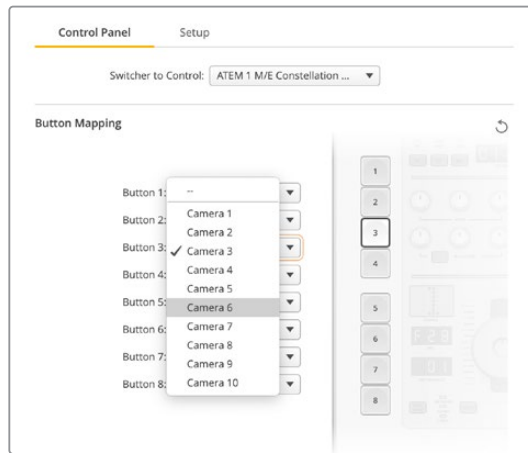 Control Panel Setup
Switcher to Control: ATEM 1 M/E Constellation ...
Button Mapping
Button 1:
Button 2:
Button 3:
Button 4:
Button 5:
Button 6:
Button 7:
Button 8:
--
Camera 1
Camera 2
✓ Camera 3
Camera 4
Camera 5
Camera 6
Camera 7
Camera 8
Camera 9
Camera 10
1
2
3
4
5
6
7
8